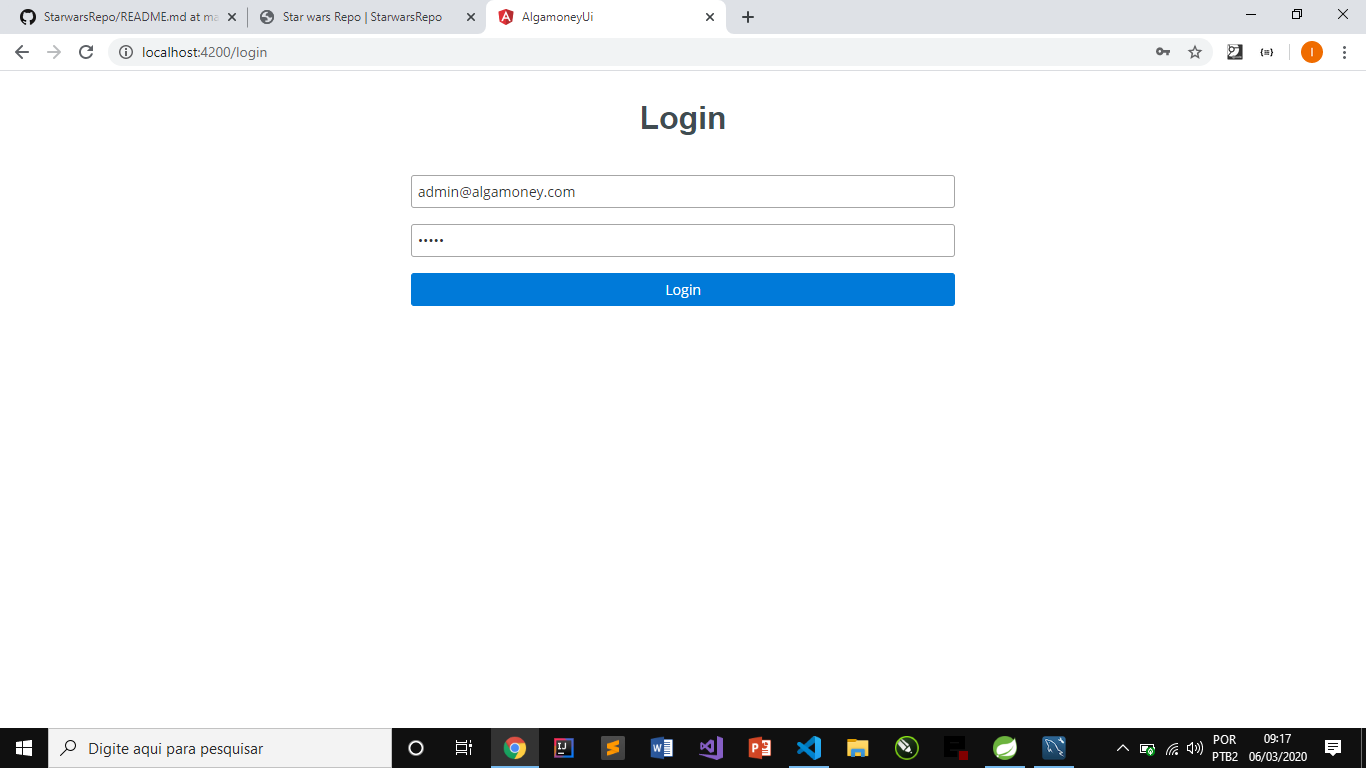 StarwarsRepo/README.md at ma
Star wars Repo | StarwarsRepo
AlgamoneyUi
localhost:4200/login
I
Login
admin@algamoney.com
•••••
Login
Digite aqui para pesquisar
POR
PTB2
09:17
06/03/2020